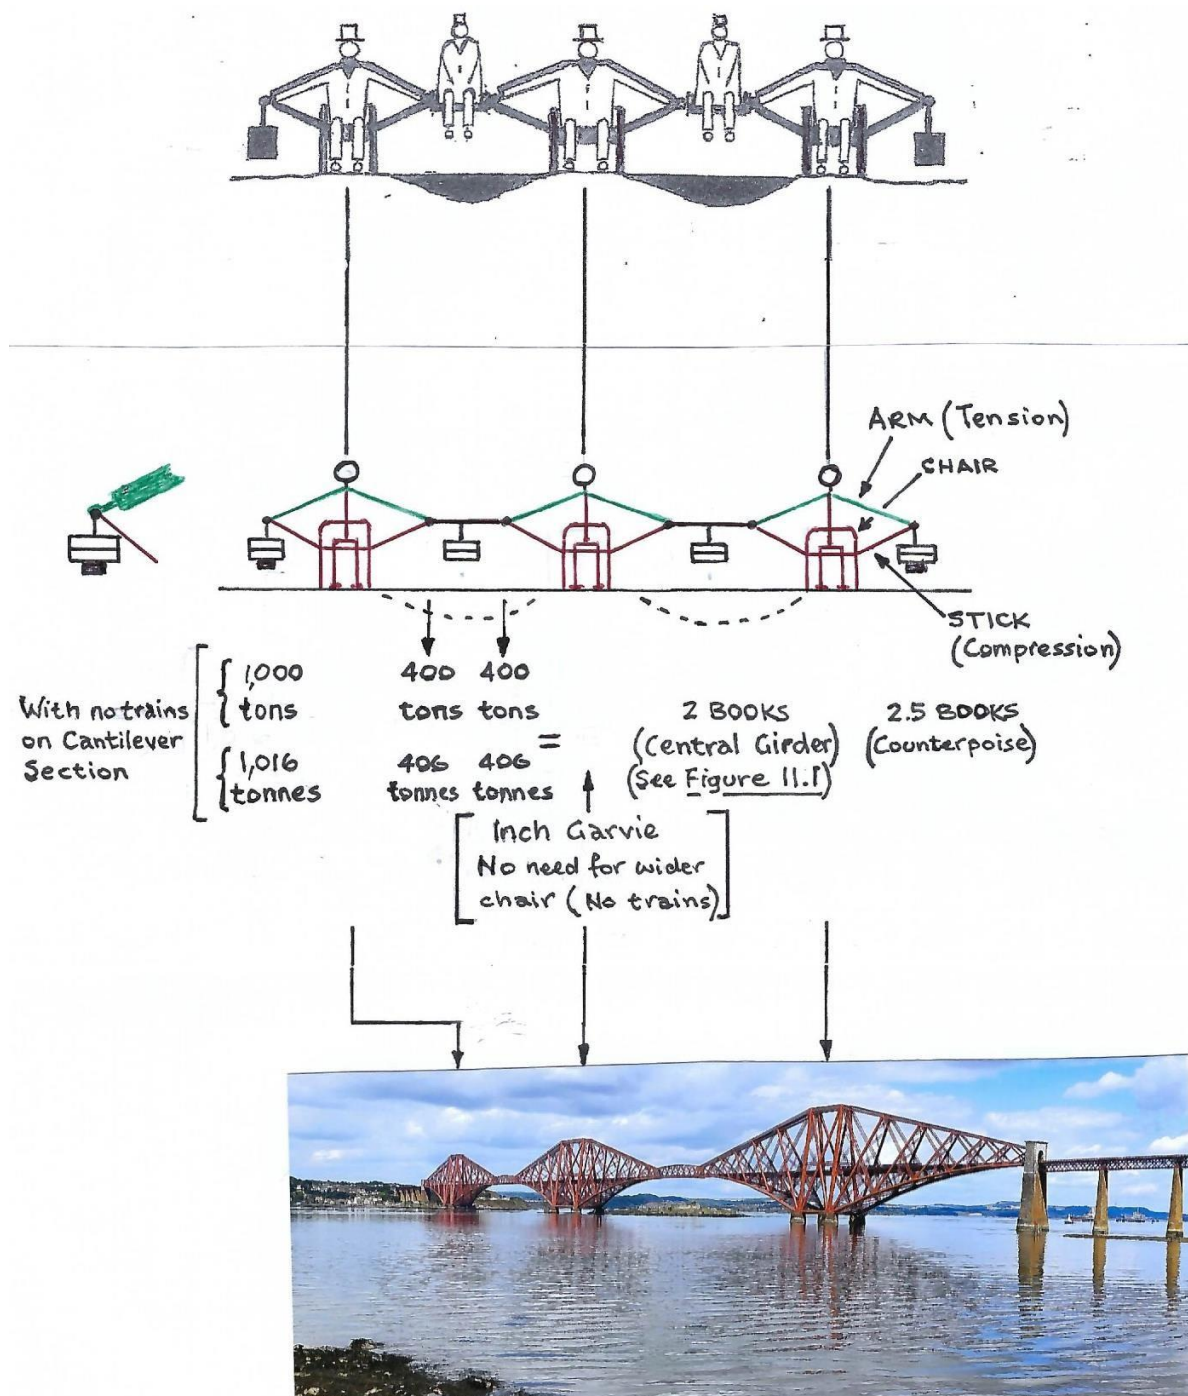 ARM (Tension)
CHAIR
STICK
(Compression)
With no trains
on Cantilever
Section
1,000
tons
1,016
tonnes
400 400
tons tons
=
406 406
tonnes tonnes
2 BOOKS
(Central Girder)
(See Figure 11.1)
2.5 BOOKS
(Counterpoise)
Inch Garvie
No need for wider
chair (No trains)